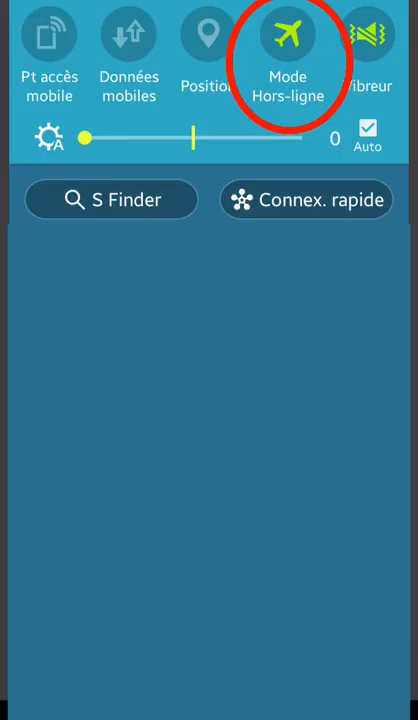 Pt accès Données Position Mode Vibreur
mobile mobiles Hors-ligne
A 0 Auto
S Finder Connex. rapide